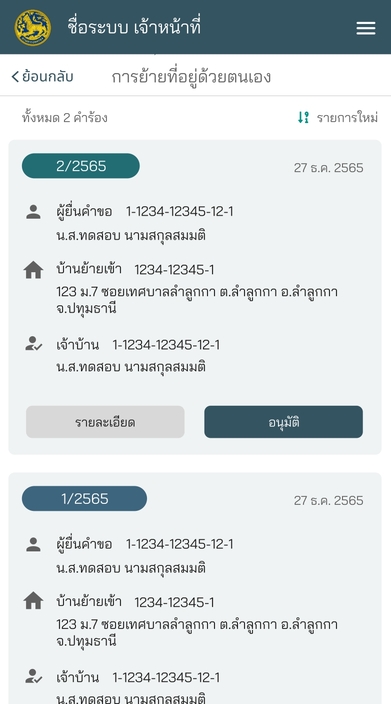 ชื่อระบบ เจ้าหน้าที่
ย้อนกลับ
การย้ายที่อยู่ด้วยตนเอง
ทั้งหมด 2 คำร้อง
รายการใหม่
2/2565
27 ธ.ค. 2565
ผู้ยื่นคำขอ 1-1234-12345-12-1
น.ส.ทดสอบ นามสกุลสมมติ
บ้านย้ายเข้า 1234-12345-1
123 ม.7 ซอยเทศบาลลำลูกกา ต.ลำลูกกา อ.ลำลูกกา
จ.ปทุมธานี
เจ้าบ้าน 1-1234-12345-12-1
น.ส.ทดสอบ นามสกุลสมมติ
รายละเอียด
อนุมัติ
1/2565
27 ธ.ค. 2565
ผู้ยื่นคำขอ 1-1234-12345-12-1
น.ส.ทดสอบ นามสกุลสมมติ
บ้านย้ายเข้า 1234-12345-1
123 ม.7 ซอยเทศบาลลำลูกกา ต.ลำลูกกา อ.ลำลูกกา
จ.ปทุมธานี
เจ้าบ้าน 1-1234-12345-12-1
น.ส.ทดสอบ นามสกุลสมมติ